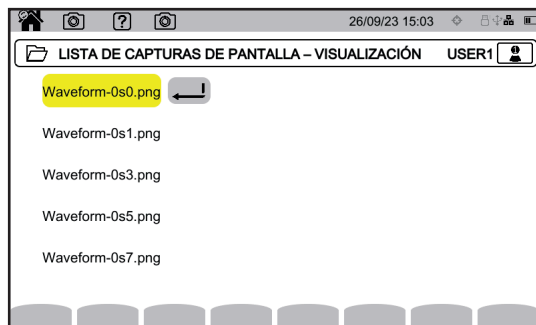 26/09/23 15:03
LISTA DE CAPTURAS DE PANTALLA – VISUALIZACIÓN USER1
Waveform-0s0.png
Waveform-0s1.png
Waveform-0s3.png
Waveform-0s5.png
Waveform-0s7.png